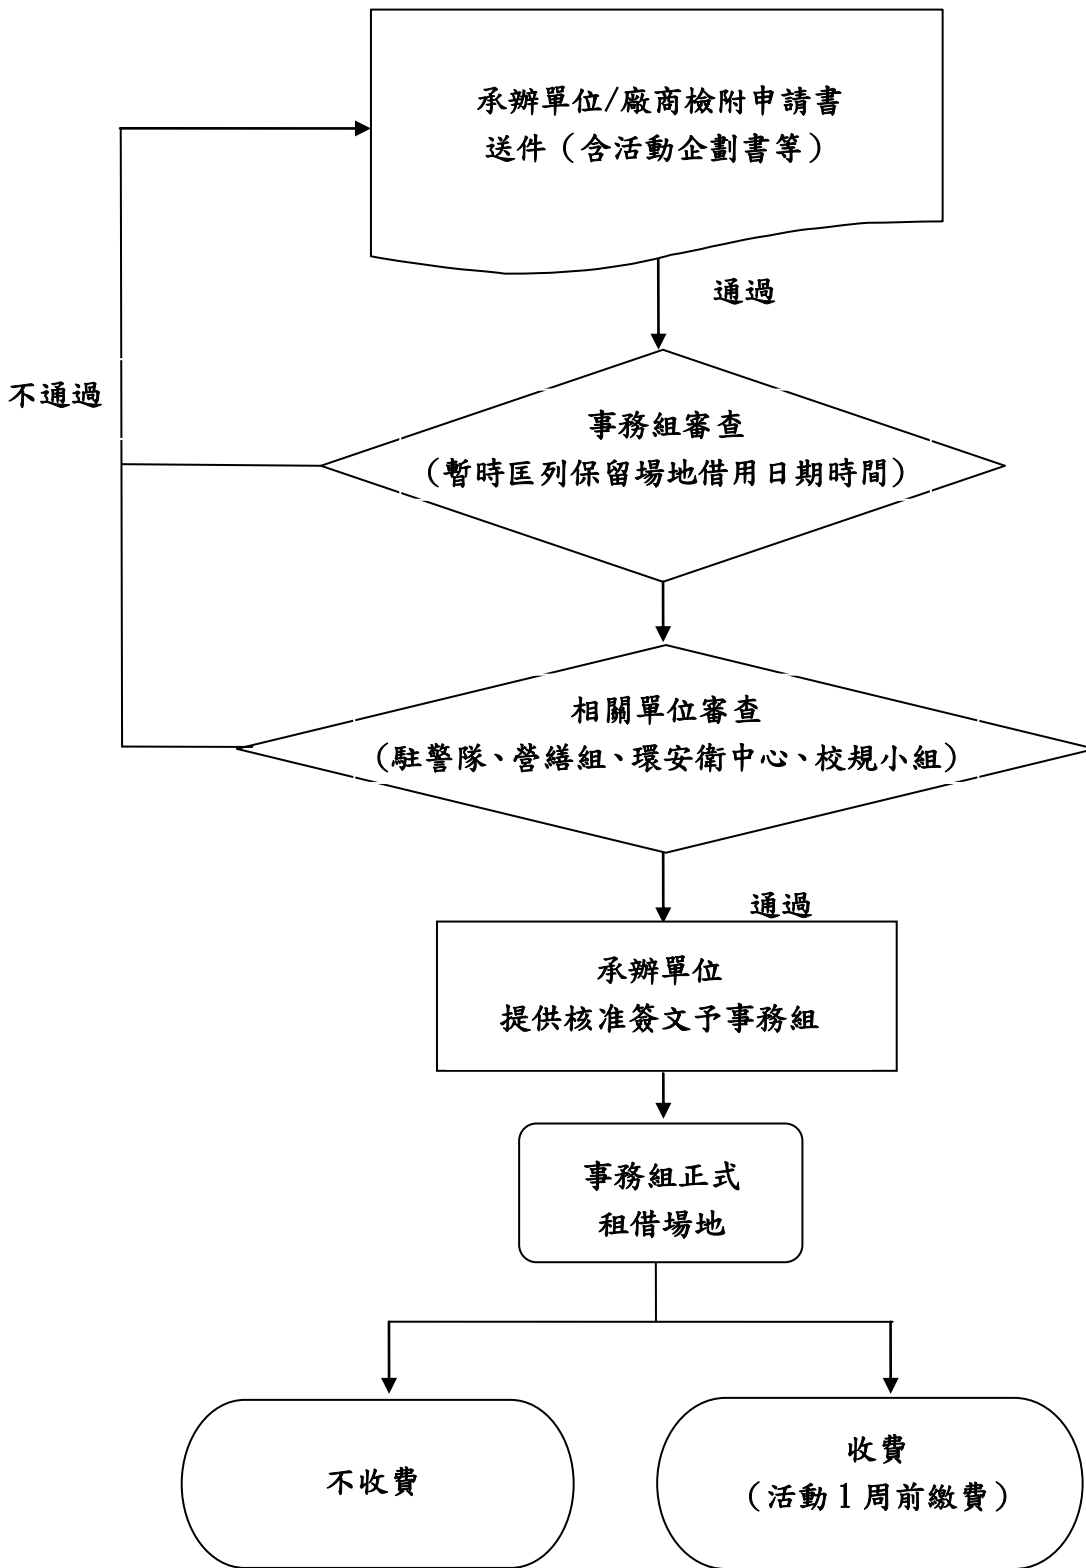 承辦單位/廠商檢附申請書
送件（含活動企劃書等）
通過
不通過
事務組審查
（暫時匡列保留場地借用日期時間）
相關單位審查
（駐警隊、營繕組、環安衛中心、校規小組）
通過
承辦單位
提供核准簽文予事務組
事務組正式
租借場地
不收費
收費
（活動1周前繳費）